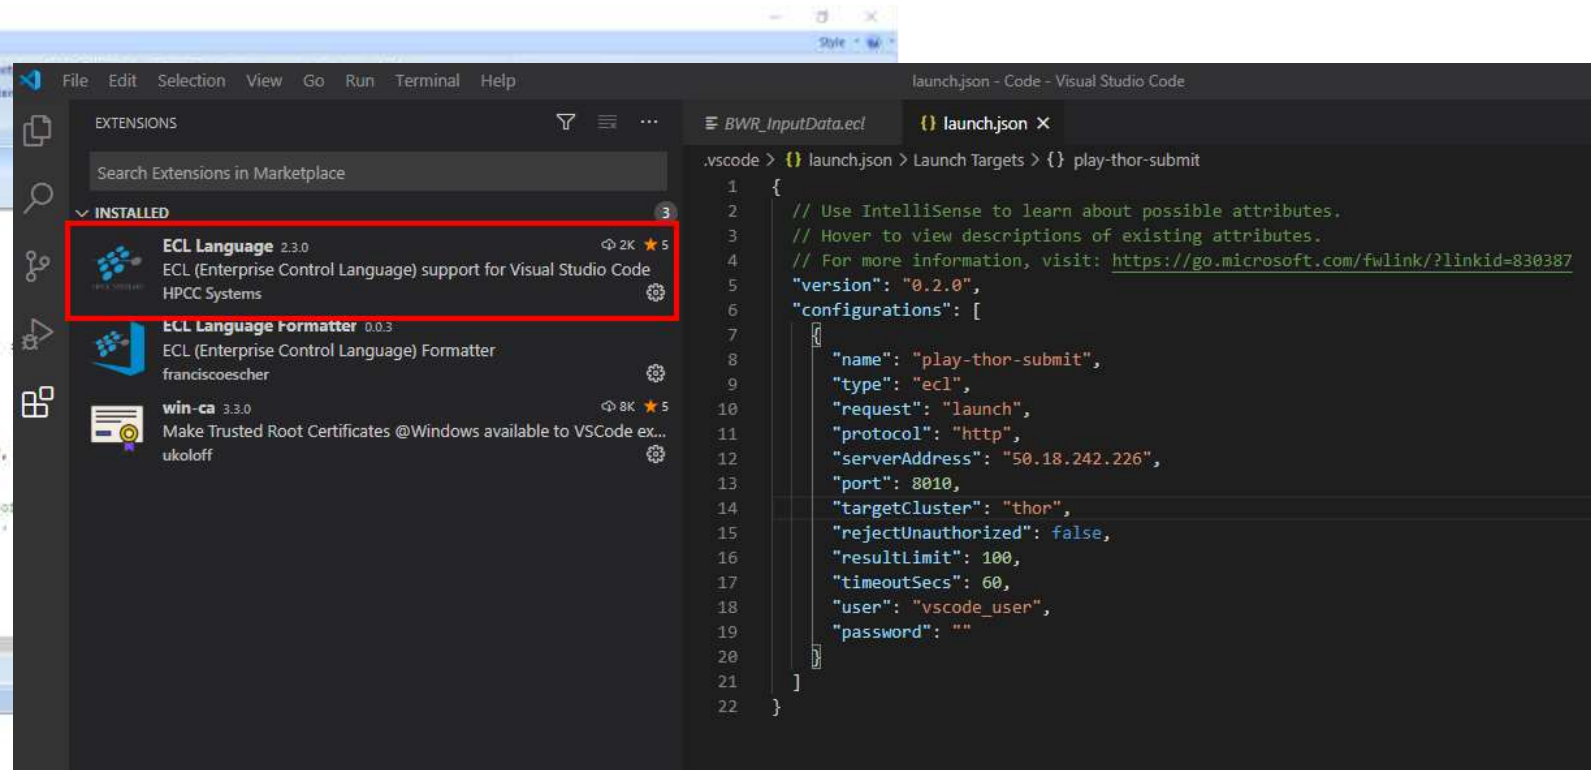 Style
File Edit Selection View Go Run Terminal Help
launch.json - Code - Visual Studio Code
EXTENSIONS
Search Extensions in Marketplace
INSTALLED
3
ECL Language 2.3.0
2K 5
ECL (Enterprise Control Language) support for Visual Studio Code
HPCC Systems
ECL Language Formatter 0.0.3
ECL (Enterprise Control Language) Formatter
franciscoescher
win-ca 3.3.0
8K 5
Make Trusted Root Certificates @Windows available to VSCode ex...
ukoloff
BWR_InputData.ecl
{} launch.json
.vscode > {} launch.json > Launch Targets > {} play-thor-submit
1 {
2 // Use IntelliSense to learn about possible attributes.
3 // Hover to view descriptions of existing attributes.
4 // For more information, visit: https://go.microsoft.com/fwlink/?linkid=830387
5 "version": "0.2.0",
6 "configurations": [
7 {
8 "name": "play-thor-submit",
9 "type": "ecl",
10 "request": "launch",
11 "protocol": "http",
12 "serverAddress": "50.18.242.226",
13 "port": 8010,
14 "targetCluster": "thor",
15 "rejectUnauthorized": false,
16 "resultLimit": 100,
17 "timeoutSecs": 60,
18 "user": "vscode_user",
19 "password": ""
20 }
21 ]
22 }